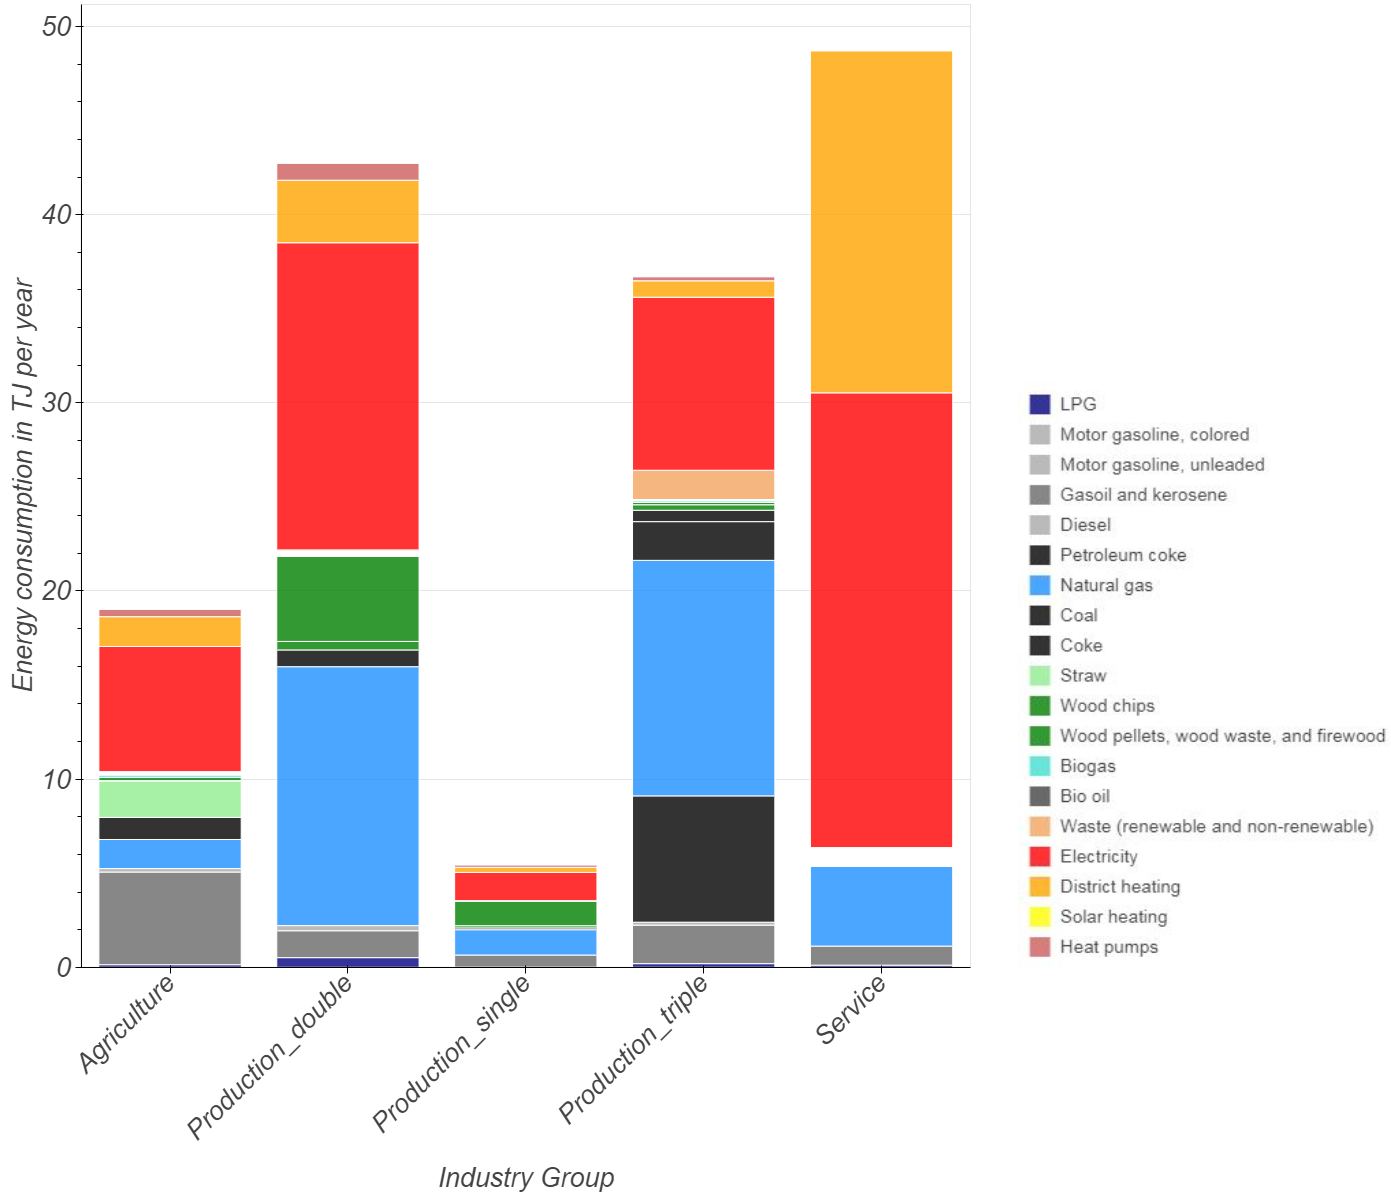 50
40
30
20
10
0
Energy consumption in TJ per year
Agriculture
Production_double
Production_single
Production_triple
Service
Industry Group
LPG
Motor gasoline, colored
Motor gasoline, unleaded
Gasoil and kerosene
Diesel
Petroleum coke
Natural gas
Coal
Coke
Straw
Wood chips
Wood pellets, wood waste, and firewood
Biogas
Bio oil
Waste (renewable and non-renewable)
Electricity
District heating
Solar heating
Heat pumps